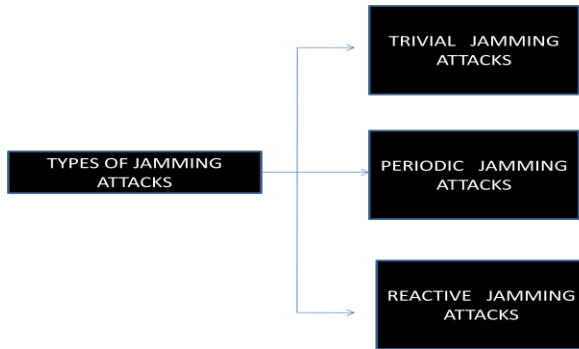 TYPES OF JAMMING
ATTACKS
TRIVIAL JAMMING
ATTACKS
PERIODIC JAMMING
ATTACKS
REACTIVE JAMMING
ATTACKS